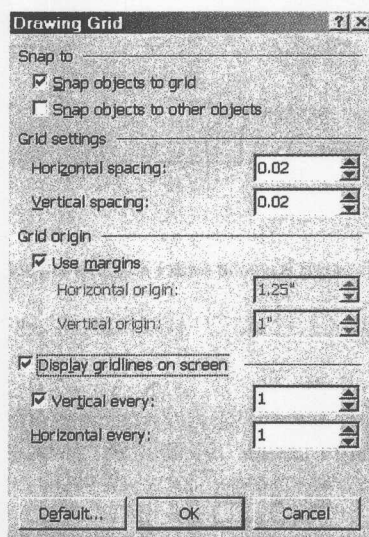 Drawing Grid
Snap to
Snap objects to grid
Snap objects to other objects
Grid settings
Horizontal spacing: 0.02
Vertical spacing: 0.02
Grid origin
Use margins
Horizontal origin: 1.25"
Vertical origin: 1"
Display gridlines on screen
Vertical every: 1
Horizontal every: 1
Default... OK Cancel